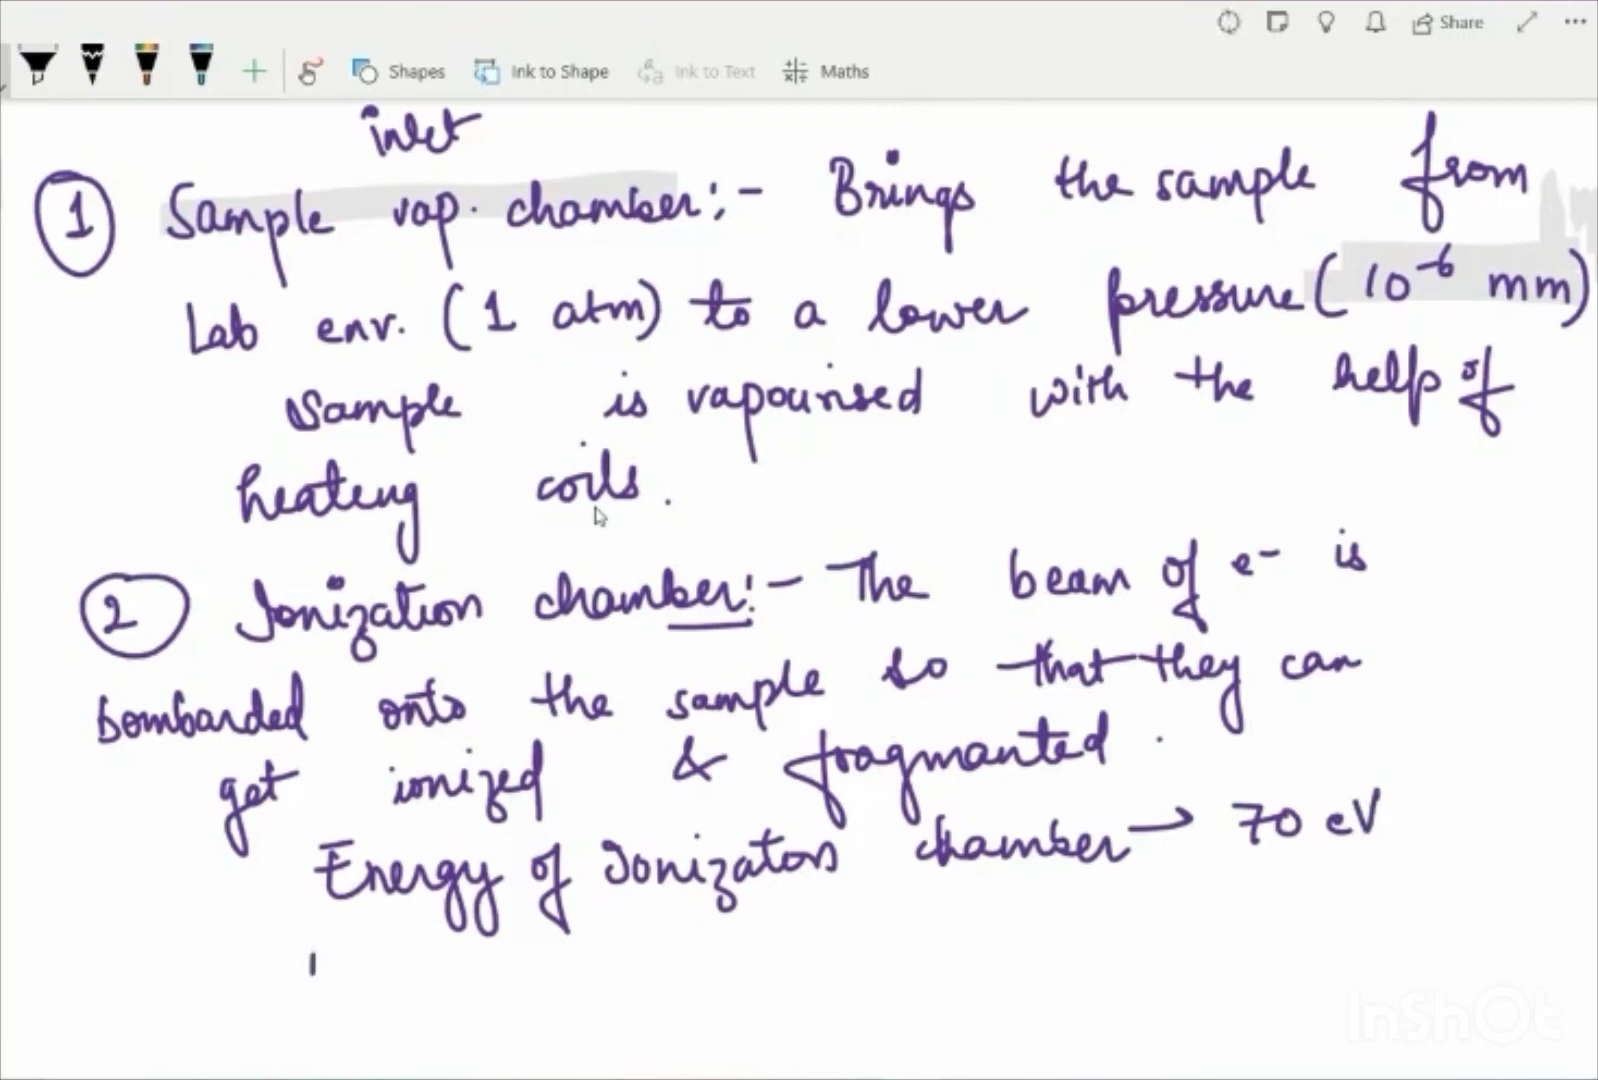 Share
Shapes
Ink to Shape
Ink to Text
Maths
inlet
1 Sample vap. chamber:- Brings the sample from
Lab env. (1 atm) to a lower pressure (10⁻⁶ mm)
Sample is vapourised with the help of
heating coils.
2 Ionization chamber:- The beam of e⁻ is
bombarded onto the sample so that they can
get ionized & fragmanted.
Energy of Ionization chamber → 70 eV
InShOt